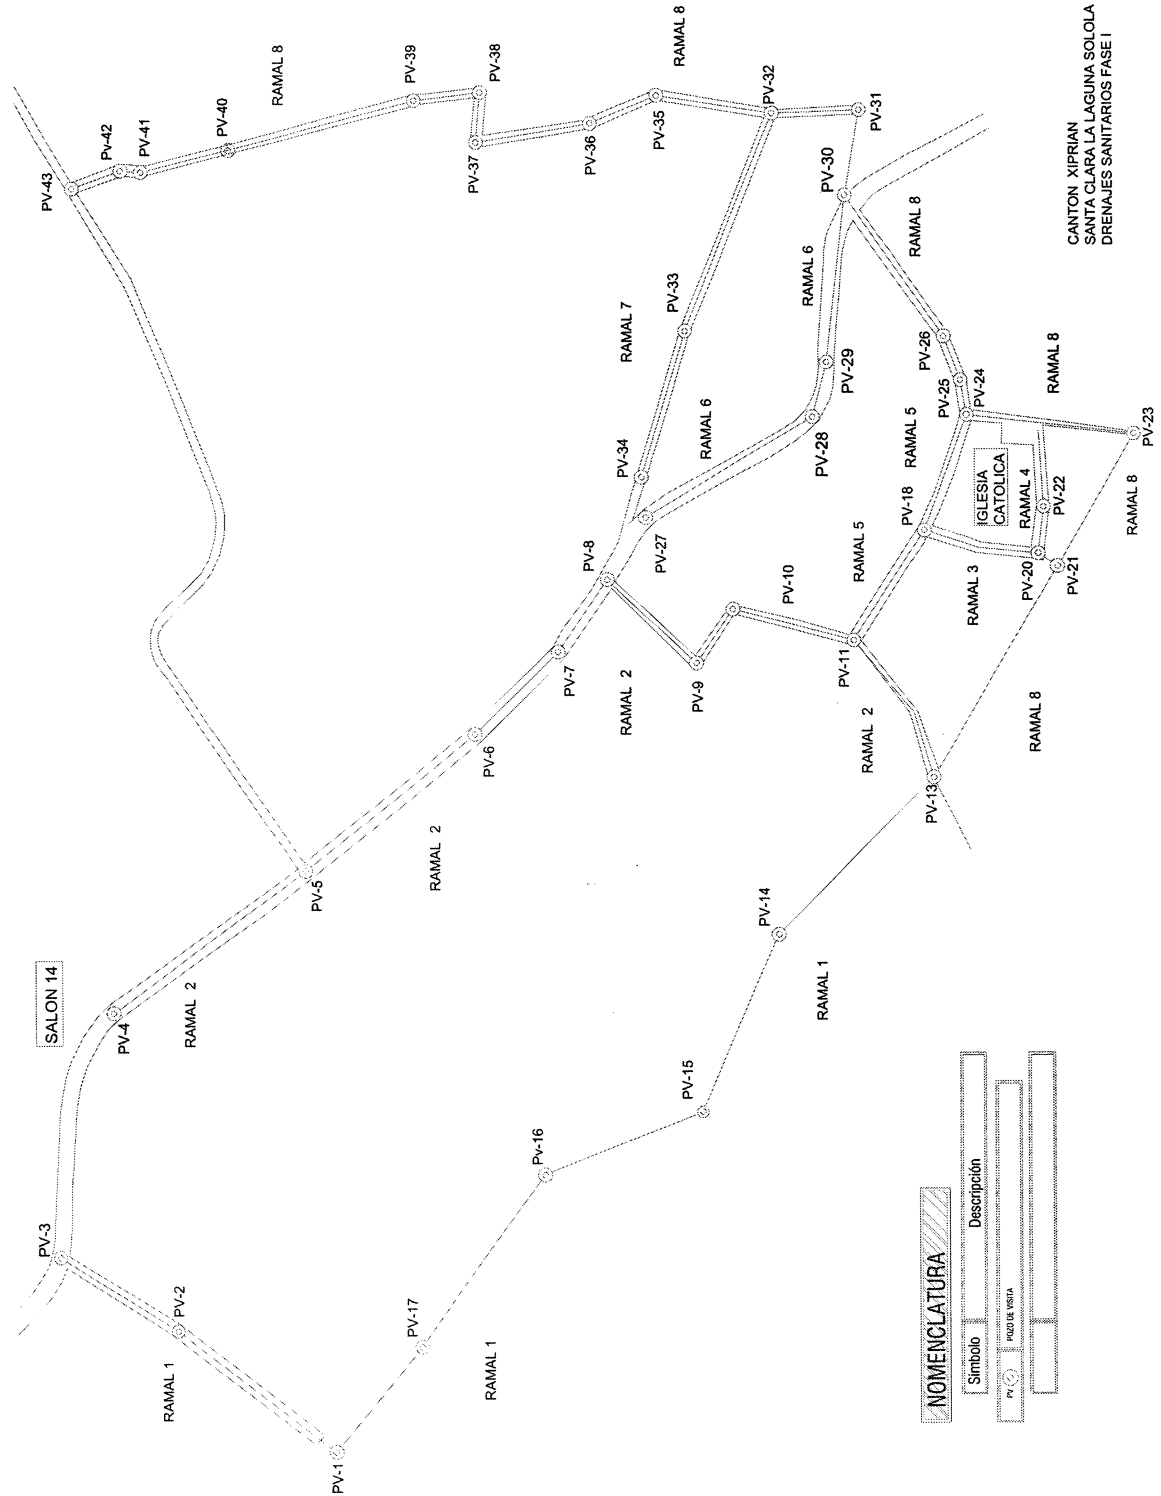 SALON 14
PV-3
PV-4
RAMAL 2
PV-2
RAMAL 1
PV-1
PV-17
RAMAL 1
Pv-16
PV-15
PV-14
RAMAL 1
PV-5
RAMAL 2
PV-6
PV-7
RAMAL 2
PV-8
PV-9
PV-10
PV-11
RAMAL 2
PV-13
RAMAL 8
RAMAL 5
PV-18
RAMAL 3
PV-20
PV-21
PV-22
RAMAL 4
IGLESIA
CATOLICA
RAMAL 8
PV-23
RAMAL 8
RAMAL 5
PV-24
PV-25
PV-26
RAMAL 8
PV-27
RAMAL 6
PV-28
PV-29
RAMAL 6
PV-30
PV-31
PV-32
PV-33
RAMAL 7
PV-34
PV-35
RAMAL 8
PV-36
PV-37
PV-38
PV-39
RAMAL 8
PV-40
PV-41
PV-42
PV-43
CANTON XIPRIAN
SANTA CLARA LA LAGUNA SOLOLA
DRENAJES SANITARIOS FASE I
NOMENCLATURA
Simbolo Descripción
PV POZO DE VISITA